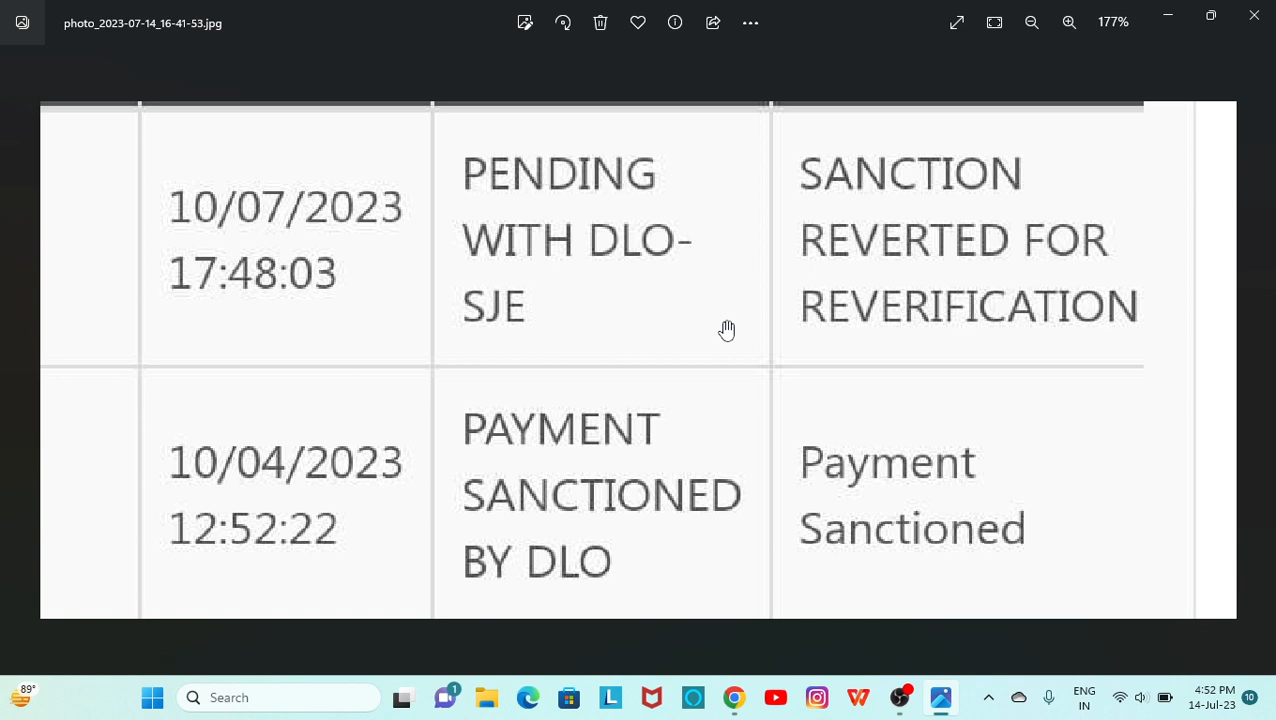 photo_2023-07-14_16-41-53.jpg
177%
10/07/2023
17:48:03
PENDING
WITH DLO-
SJE
SANCTION
REVERTED FOR
REVERIFICATION
10/04/2023
12:52:22
PAYMENT
SANCTIONED
BY DLO
Payment
Sanctioned
89°
Search
1
L
W
ENG
IN
4:52 PM
14-Jul-23
10